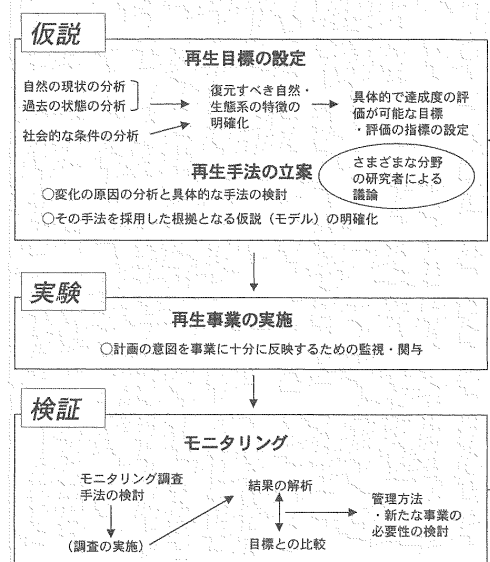 仮説
再生目標の設定
自然の現状の分析
過去の状態の分析
社会的な条件の分析
復元すべき自然・
生態系の特徴の
明確化
具体的で達成度の評
価が可能な目標
・評価の指標の設定
再生手法の立案
さまざまな分野
の研究者による
議論
○変化の原因の分析と具体的な手法の検討
○その手法を採用した根拠となる仮説（モデル）の明確化
実験
再生事業の実施
○計画の意図を事業に十分に反映するための監視・関与
検証
モニタリング
モニタリング調査
手法の検討
（調査の実施）
結果の解析
目標との比較
管理方法
・新たな事業の
必要性の検討